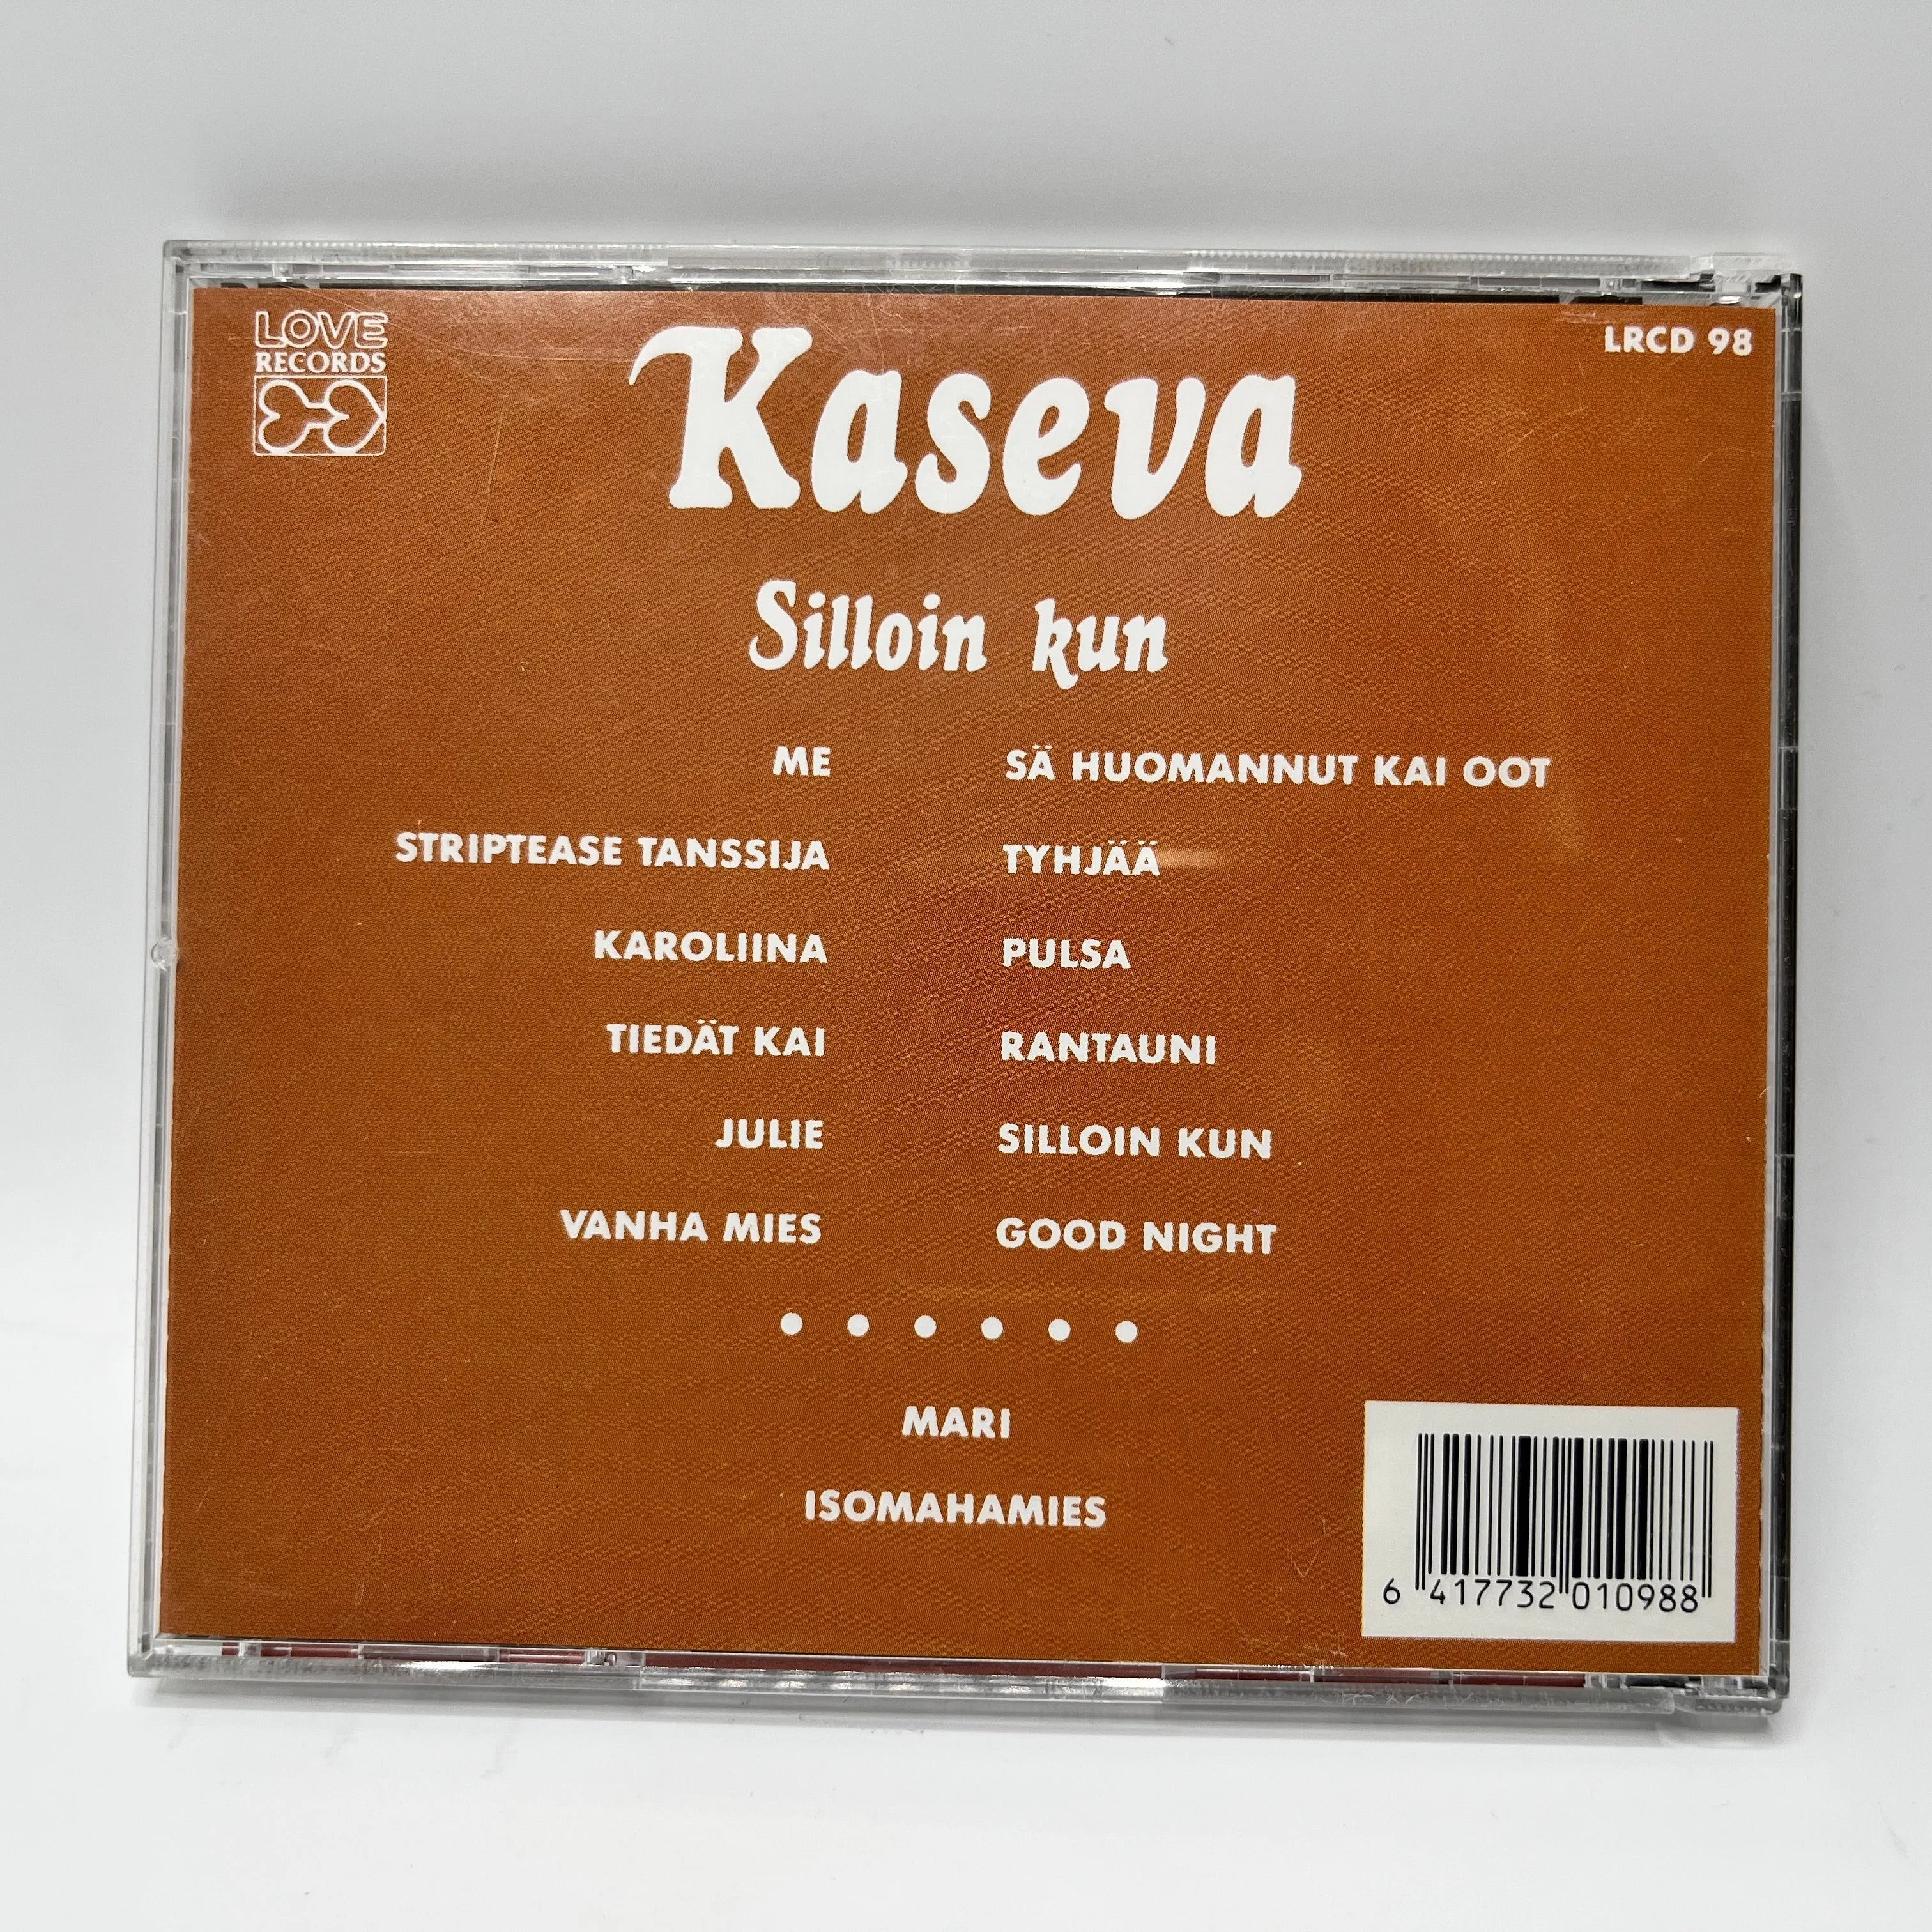 LOVE
RECORDS
LRCD 98
Kaseva
Silloin kun
ME
STRIPTEASE TANSSIJA
KAROLIINA
TIEDÄT KAI
JULIE
VANHA MIES
SÄ HUOMANNUT KAI OOT
TYHJÄÄ
PULSA
RANTAUNI
SILLOIN KUN
GOOD NIGHT
MARI
ISOMAHAMIES
6 417732 010988